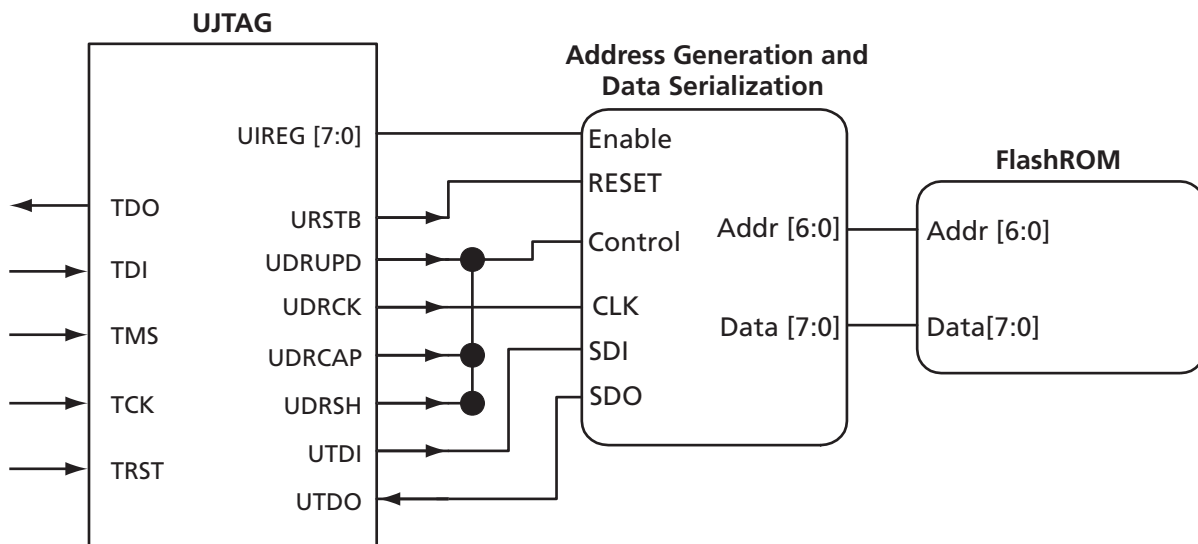 UJTAG
TDO
TDI
TMS
TCK
TRST
UIREG [7:0]
URSTB
UDRUPD
UDRCK
UDRCAP
UDRSH
UTDI
UTDO
Address Generation and
Data Serialization
Enable
RESET
Control
CLK
SDI
SDO
Addr [6:0]
Data [7:0]
FlashROM
Addr [6:0]
Data[7:0]